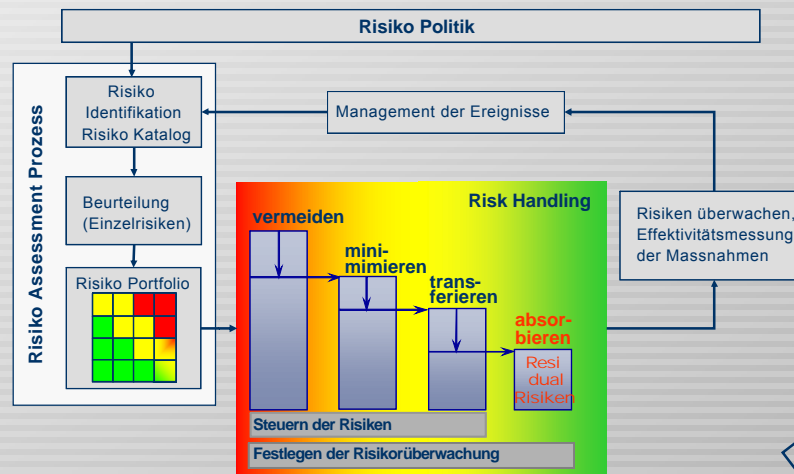 Risiko Politik
Risiko Assessment Prozess
Risiko
Identifikation
Risiko Katalog
Management der Ereignisse
Beurteilung
(Einzelrisiken)
Risiko Portfolio
Risk Handling
vermeiden
mini-
mimieren
trans-
ferieren
absor-
bieren
Resi
dual
Risiken
Steuern der Risiken
Festlegen der Risikorüberwachung
Risiken überwachen,
Effektivitätsmessung
der Massnahmen